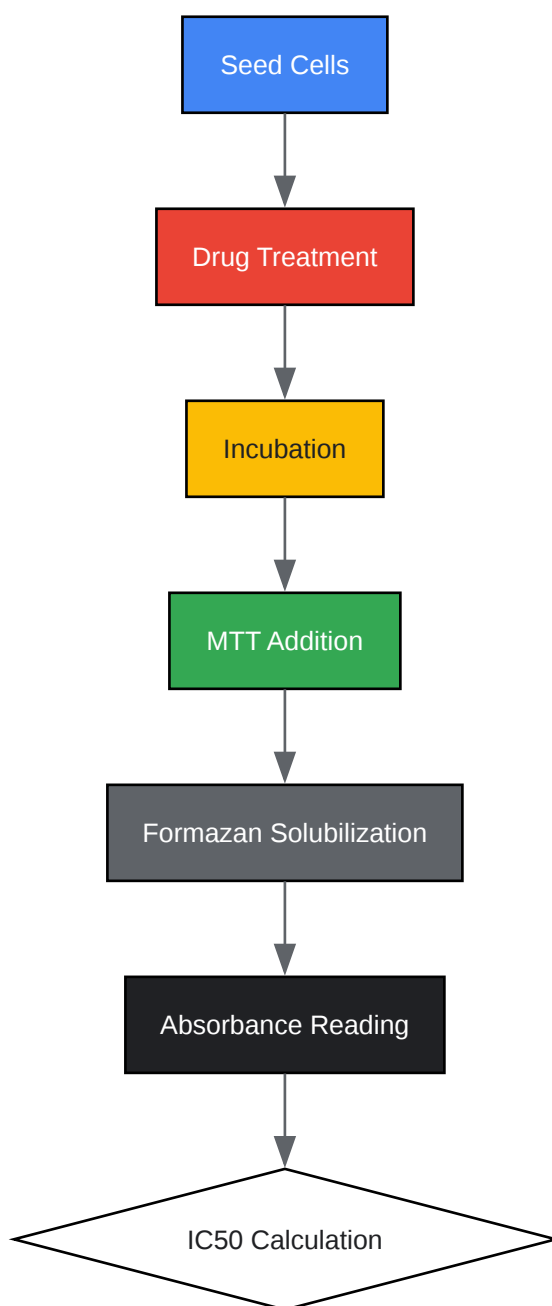 Seed Cells
Drug Treatment
Incubation
MTT Addition
Formazan Solubilization
Absorbance Reading
IC50 Calculation